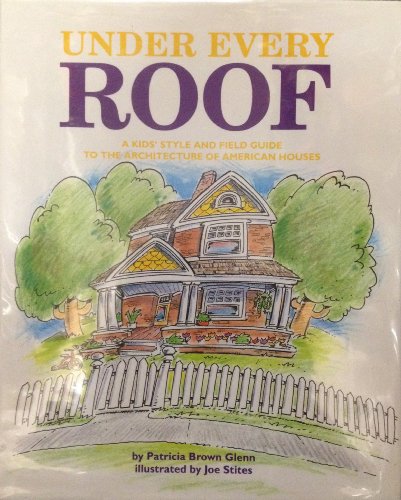 UNDER EVERY
ROOF
A KIDS' STYLE AND FIELD GUIDE
TO THE ARCHITECTURE OF AMERICAN HOUSES
by Patricia Brown Glenn
illustrated by Joe Stites